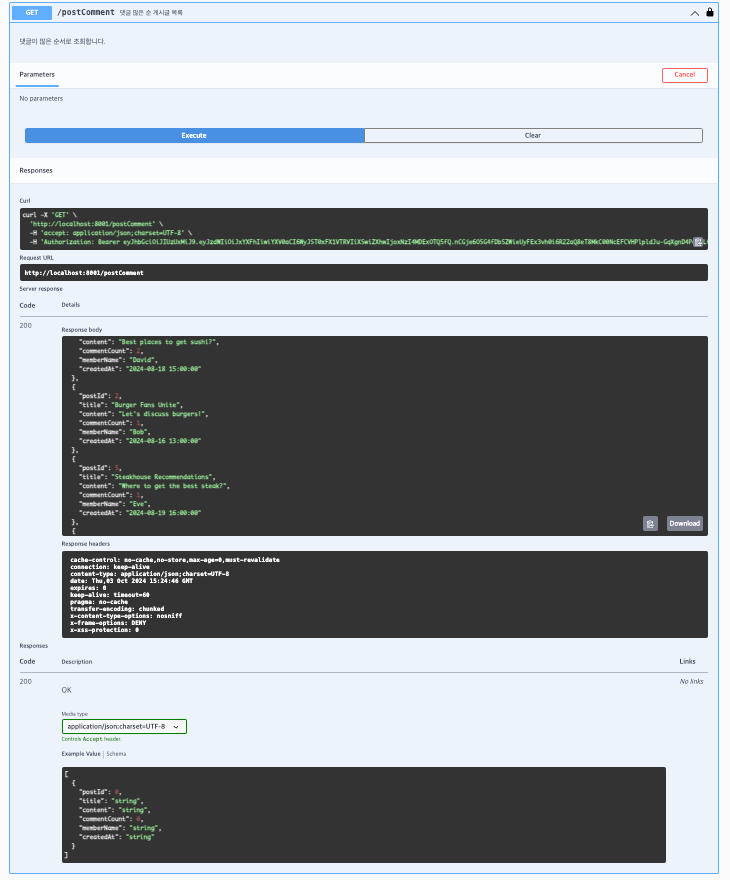 GET /postComment 댓글 많은 순 게시글 목록
댓글이 많은 순서로 조회합니다.
Parameters
Cancel
No parameters
Execute
Clear
Responses
Curl
curl -X 'GET' \
'http://localhost:8001/postComment' \
-H 'accept: application/json;charset=UTF-8' \
-H 'Authorization: Bearer
Request URL
http://localhost:8001/postComment
Server response
Code Details
200
Response body
"content": "Best places to get sushi?",
"commentCount": 2,
"memberName": "David",
"createdAt": "2024-08-18 15:00:00"
},
{
"postId": 2,
"title": "Burger Fans Unite",
"content": "Let's discuss burgers!",
"commentCount": 1,
"memberName": "Bob",
"createdAt": "2024-08-16 13:00:00"
},
{
"postId": 5,
"title": "Steakhouse Recommendations",
"content": "Where to get the best steak?",
"commentCount": 1,
"memberName": "Eve",
"createdAt": "2024-08-19 16:00:00"
},
{
Download
Response headers
cache-control: no-cache,no-store,max-age=0,must-revalidate
connection: keep-alive
content-type: application/json;charset=UTF-8
date: Thu,03 Oct 2024 15:24:46 GMT
expires: 0
keep-alive: timeout=60
pragma: no-cache
transfer-encoding: chunked
x-content-type-options: nosniff
x-frame-options: DENY
x-xss-protection: 0
Responses
Code Description Links
200 No links
OK
Media type
application/json;charset=UTF-8
Controls Accept header.
Example Value | Schema
[
{
"postId": 0,
"title": "string",
"content": "string",
"commentCount": 0,
"memberName": "string",
"createdAt": "string"
}
]